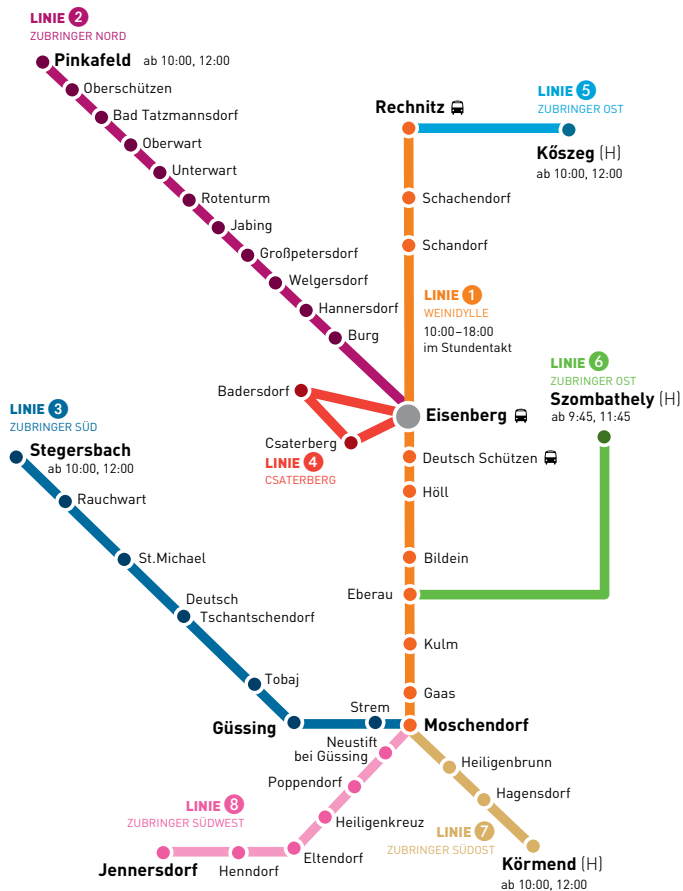 LINIE 2
ZUBRINGER NORD
Pinkafeld ab 10:00, 12:00
Oberschützen
Bad Tatzmannsdorf
Oberwart
Unterwart
Rotenturm
Jabing
Großpetersdorf
Welgersdorf
Hannersdorf
Burg
LINIE 5
ZUBRINGER OST
Kőszeg (H)
ab 10:00, 12:00
Rechnitz
Schachendorf
Schandorf
LINIE 1
WEINIDYLLE
10:00–18:00
im Stundentakt
Eisenberg
Deutsch Schützen
Höll
Bildein
Eberau
Kulm
Gaas
Moschendorf
LINIE 6
ZUBRINGER OST
Szombathely (H)
ab 9:45, 11:45
Badersdorf
Csaterberg
LINIE 4
CSATERBERG
LINIE 3
ZUBRINGER SÜD
Stegersbach
ab 10:00, 12:00
Rauchwart
St.Michael
Deutsch
Tschantschendorf
Tobaj
Güssing
Strem
Neustift
bei Güssing
Poppendorf
Heiligenkreuz
Eltendorf
Henndorf
Jennersdorf
LINIE 8
ZUBRINGER SÜDWEST
Heiligenbrunn
Hagensdorf
LINIE 7
ZUBRINGER SÜDOST
Körmend (H)
ab 10:00, 12:00